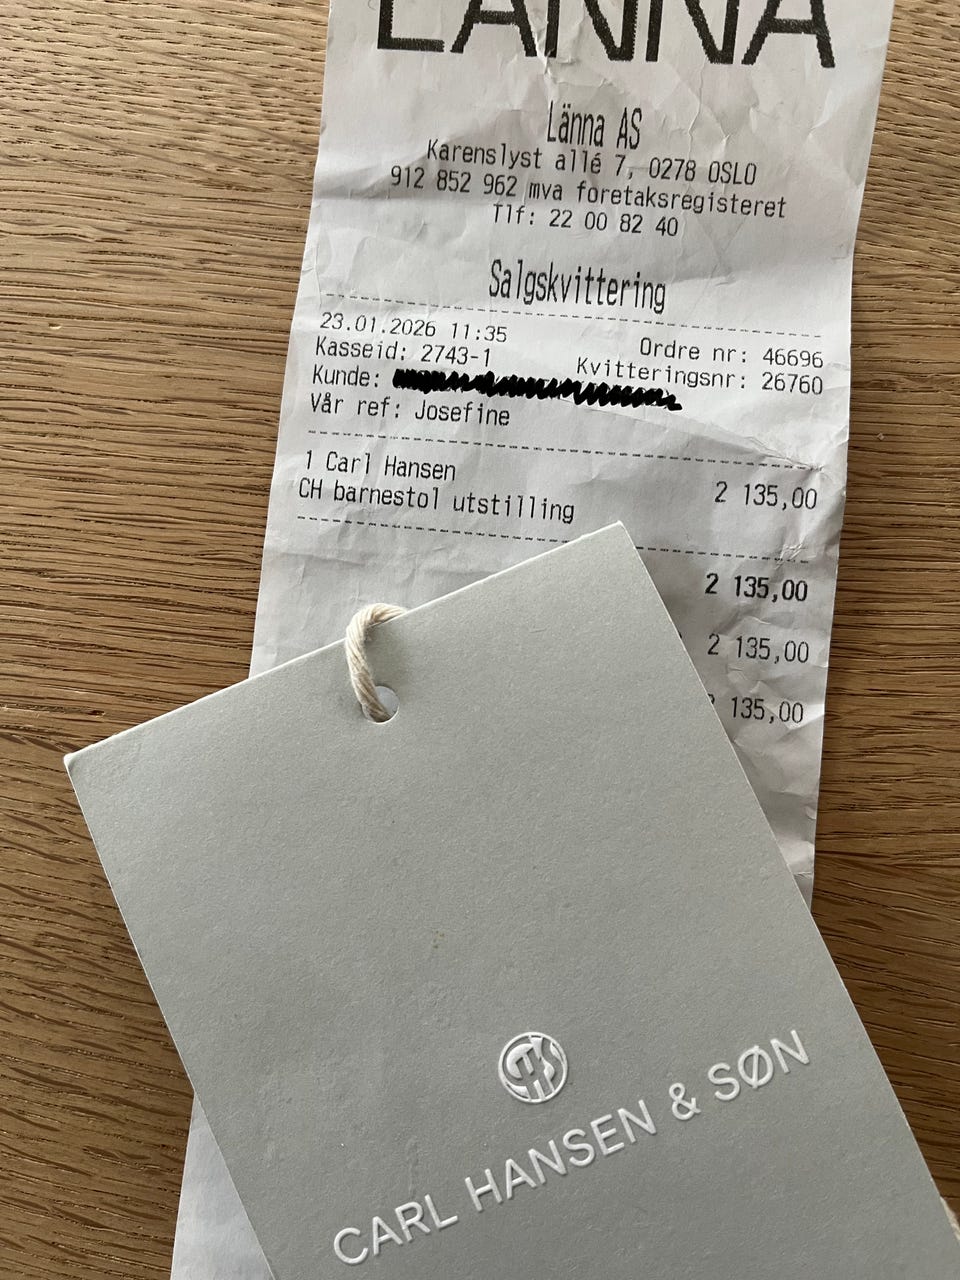 LÄNNA
Länna AS
Karenslyst allé 7, 0278 OSLO
912 852 962 mva foretaksregisteret
Tlf: 22 00 82 40
Salgskvittering
23.01.2026 11:35
Ordre nr: 46696
Kasseid: 2743-1
Kvitteringsnr: 26760
Kunde:
Vår ref: Josefine
1 Carl Hansen
2 135,00
CH barnestol utstilling
2 135,00
2 135,00
135,00
CARL HANSEN & SØN